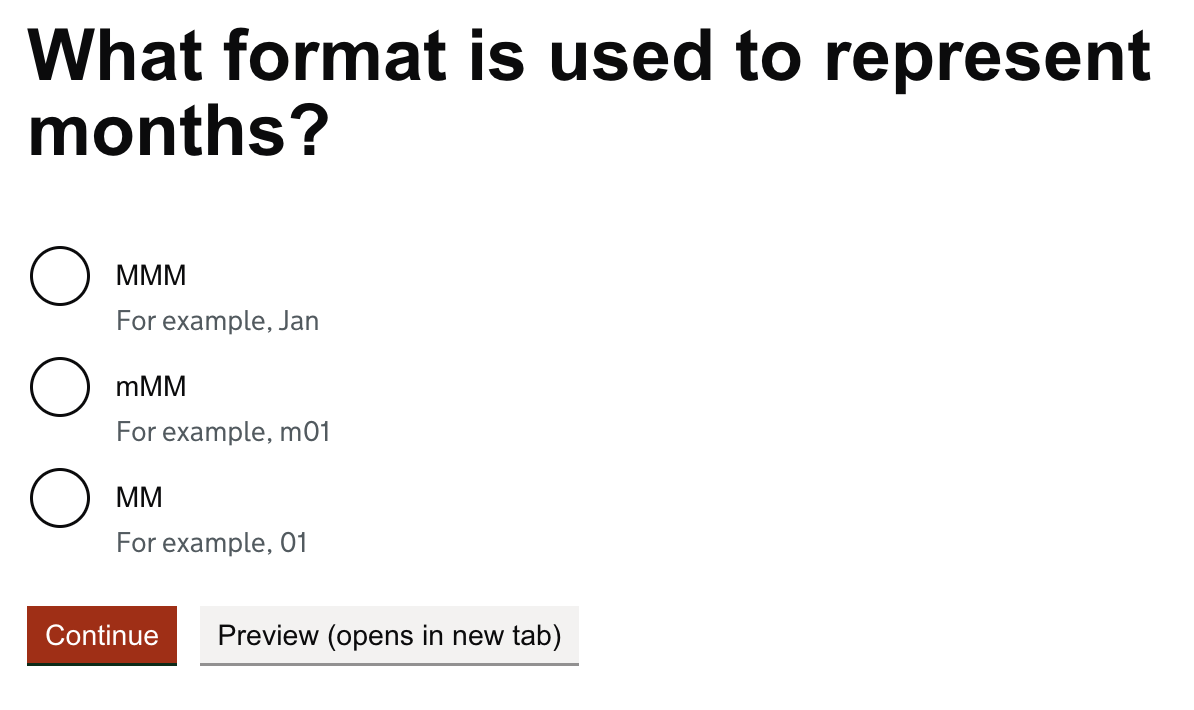 What format is used to represent
months?
MMM
For example, Jan
mMM
For example, m01
MM
For example, 01
Continue
Preview (opens in new tab)